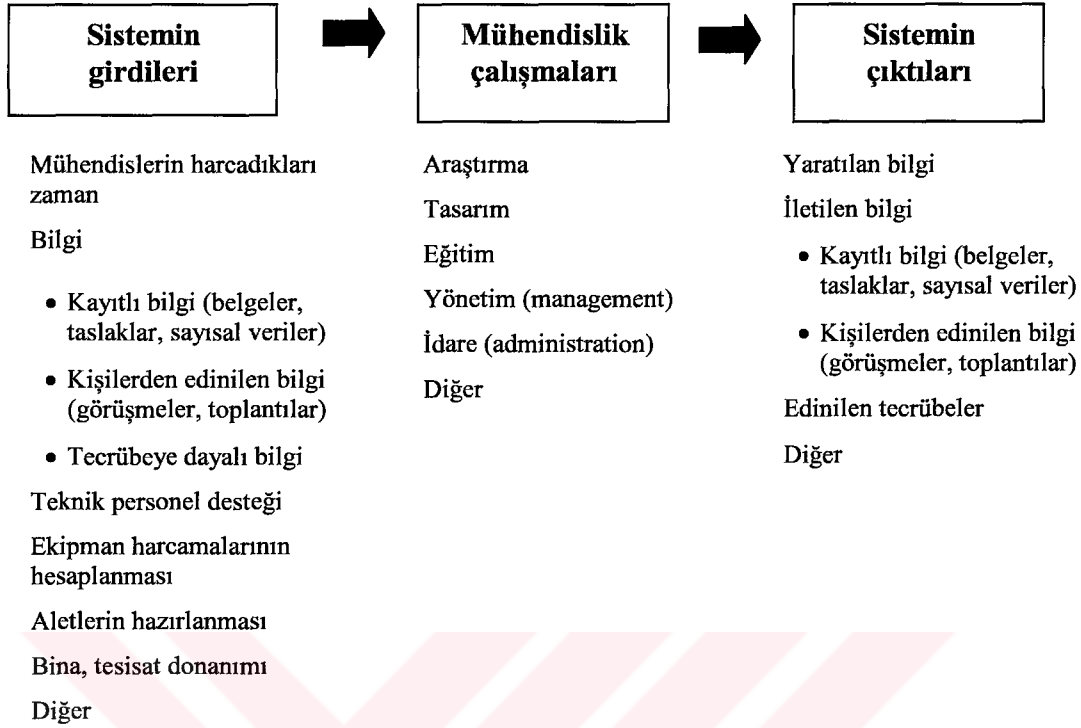 Sistemin
girdileri
Mühendislik
çalışmaları
Sistemin
çıktıları
Mühendislerin harcadıkları
zaman
Bilgi
• Kayıtlı bilgi (belgeler,
taslaklar, sayısal veriler)
• Kişilerden edinilen bilgi
(görüşmeler, toplantılar)
• Tecrübeye dayalı bilgi
Teknik personel desteği
Ekipman harcamalarının
hesaplanması
Aletlerin hazırlanması
Bina, tesisat donanımı
Diğer
Araştırma
Tasarım
Eğitim
Yönetim (management)
İdare (administration)
Diğer
Yaratılan bilgi
İletilen bilgi
• Kayıtlı bilgi (belgeler,
taslaklar, sayısal veriler)
• Kişilerden edinilen bilgi
(görüşmeler, toplantılar)
Edinilen tecrübeler
Diğer